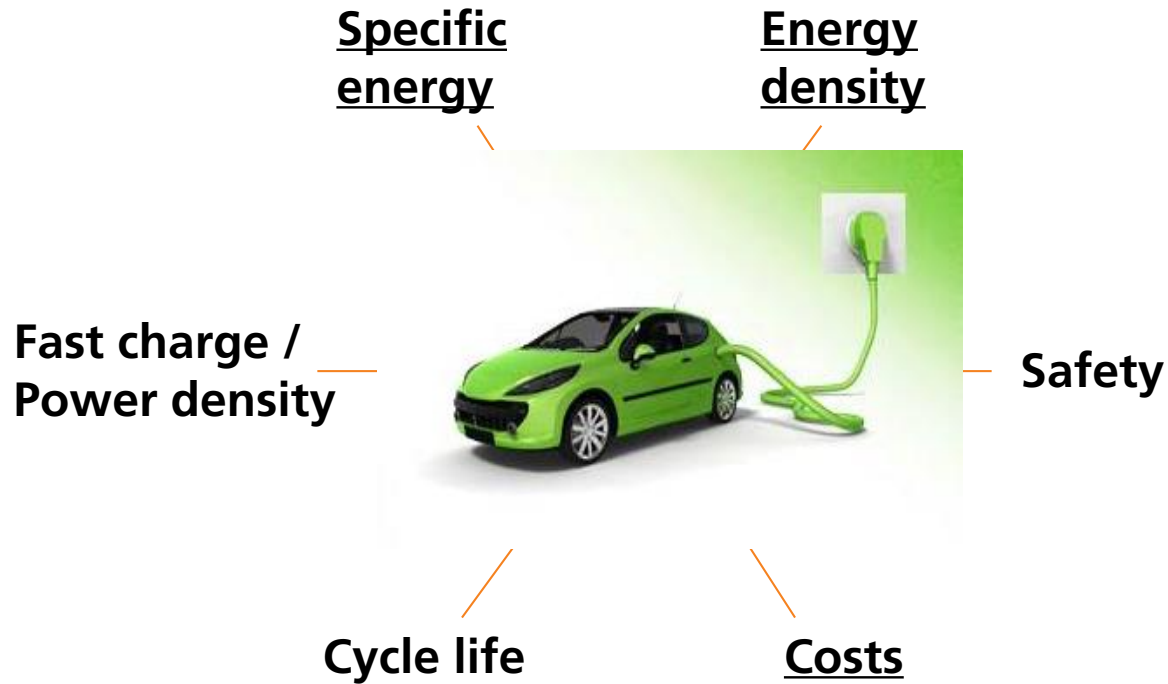 Specific
energy
Energy
density
Fast charge /
Power density
Safety
Cycle life
Costs